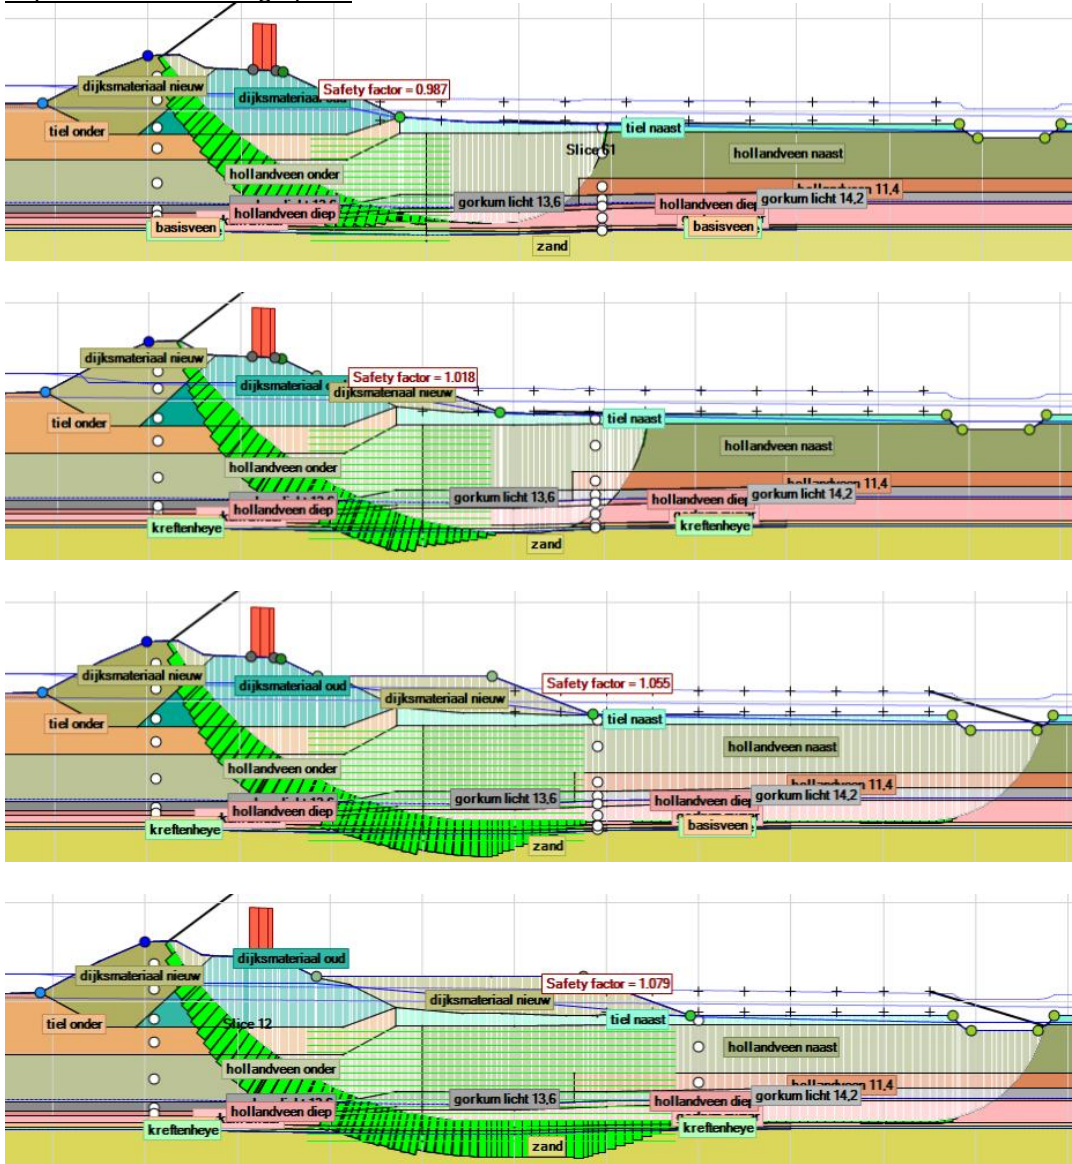 dijksmateriaal nieuw
Safety factor = 0.987
tiel onder
tiel naast
Slice 61
hollandveen naast
hollandveen onder
gorkum licht 13,6
hollandveen diep
gorkum licht 14,2
hollandveen diep
basisveen
basisveen
zand
dijksmateriaal nieuw
Safety factor = 1.018
dijksmateriaal
dijksmateriaal nieuw
tiel onder
tiel naast
hollandveen naast
hollandveen onder
gorkum licht 13,6
hollandveen diep
gorkum licht 14,2
hollandveen diep
kreftenheye
kreftenheye
zand
dijksmateriaal nieuw
dijksmateriaal oud
Safety factor = 1.055
dijksmateriaal nieuw
tiel onder
tiel naast
hollandveen naast
hollandveen onder
gorkum licht 13,6
hollandveen diep
gorkum licht 14,2
hollandveen diep
kreftenheye
basisveen
zand
dijksmateriaal oud
dijksmateriaal nieuw
Safety factor = 1.079
dijksmateriaal nieuw
tiel onder
Slice 12
tiel naast
hollandveen naast
hollandveen onder
gorkum licht 13,6
hollandveen diep
gorkum licht 14,2
hollandveen diep
kreftenheye
kreftenheye
zand